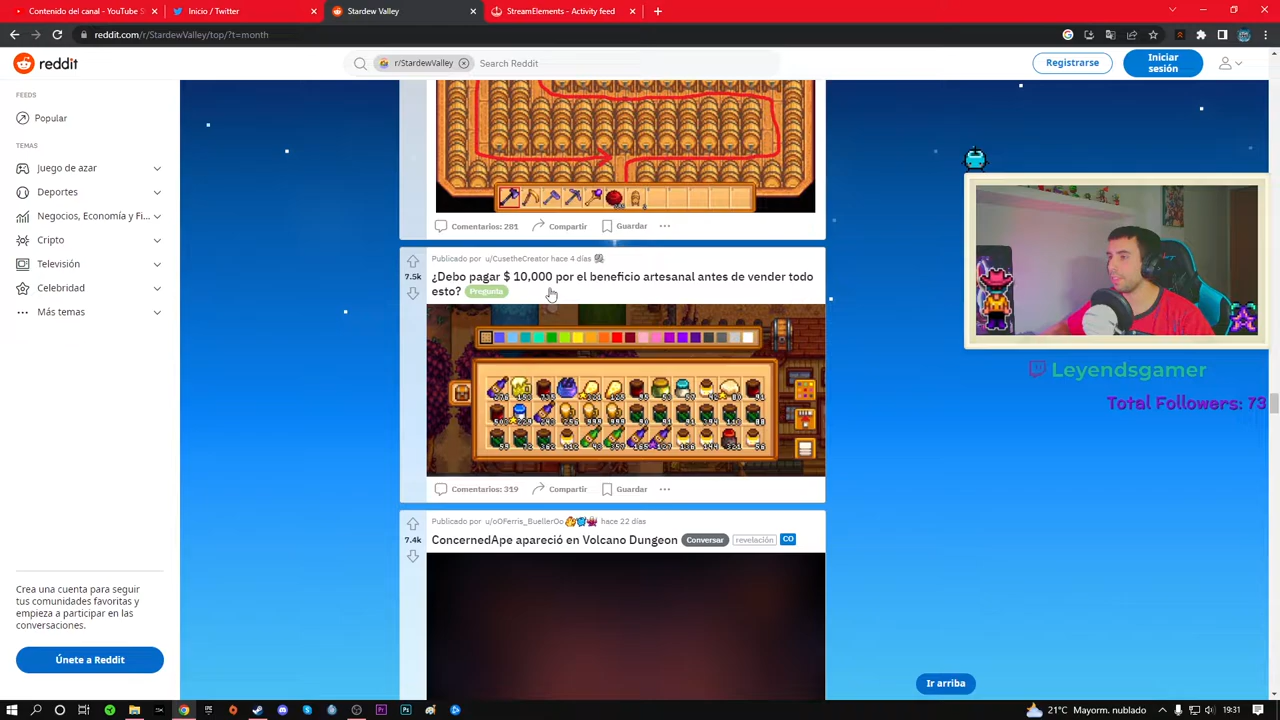 Contenido del canal - YouTube S
Inicio / Twitter
Stardew Valley
StreamElements - Activity feed
reddit.com/r/StardewValley/top/?t=month
reddit
r/StardewValley
Search Reddit
Registrarse
Iniciar sesión
FEEDS
Popular
TEMAS
Juego de azar
Deportes
Negocios, Economía y Fi...
Cripto
Televisión
Celebridad
Más temas
Crea una cuenta para seguir
tus comunidades favoritas y
empieza a participar en las
conversaciones.
Únete a Reddit
Comentarios: 281
Compartir
Guardar
Publicado por u/CusetheCreator hace 4 días
7.5k
¿Debo pagar $ 10,000 por el beneficio artesanal antes de vender todo
esto? Pregunta
Comentarios: 319
Compartir
Guardar
Publicado por u/oOFerris_BuellerOo hace 22 días
7.4k
ConcernedApe apareció en Volcano Dungeon Conversar revelación CO
Ir arriba
Leyendsgamer
Total Followers: 73
21°C Mayorm. nublado
19:31